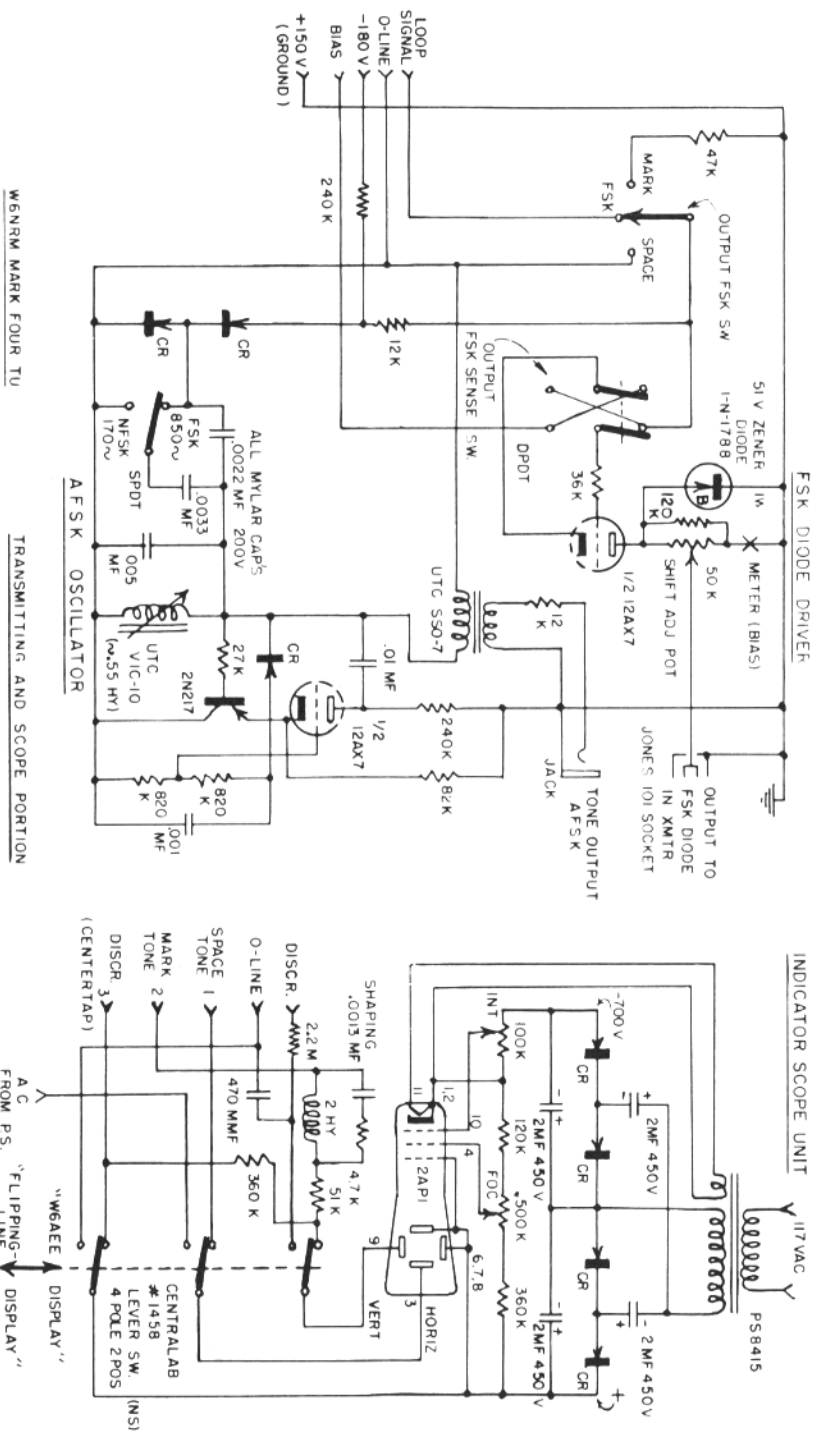 FSK DIODE DRIVER
47K
MARK
FSK
SPACE
OUTPUT FSK SW
51 V ZENER
DIODE
1-N-1788
1W
B
120
K
50 K
SHIFT ADJ POT
METER (BIAS)
OUTPUT TO
FSK DIODE
IN XMTR
JONES 101 SOCKET
OUTPUT
FSK SENSE SW.
DPDT
36K
1/2 12AX7
LOOP
SIGNAL
O-LINE
-180 V
BIAS
+150 V
(GROUND)
240 K
12K
UTC SSO-7
12
K
TONE OUTPUT
AFSK
JACK
CR
CR
FSK
850~
NFSK
170~
SPDT
ALL MYLAR CAP'S
.0022 MF 200V
.0033
MF
.005
MF
UTC
VIC-10
(~.55 HY)
27K
2N217
CR
.01 MF
1/2
12AX7
240K
82K
820
K
820
K
.001
MF
AFSK OSCILLATOR
W6NRM MARK FOUR TU
TRANSMITTING AND SCOPE PORTION
INDICATOR SCOPE UNIT
117 VAC
PS8415
-700 V
CR
CR
CR
CR
+
2MF 450V
2MF 450V
2MF 450V
2MF 450V
INT
100K
120K
FOC
500K
360K
11
1,2
10
4
2AP1
6,7,8
9
3
VERT
HORIZ
SHAPING
.0013 MF
4.7K
2.2 M
2 HY
51K
470 MMF
360 K
DISCR.
O-LINE
SPACE
TONE 1
MARK
TONE 2
DISCR. 3
(CENTERTAP)
A C
FROM P.S.
CENTRALAB
#1458
LEVER SW.
4 POLE 2 POS
(NS)
"W6AEE DISPLAY"
"FLIPPING-
LINE
DISPLAY"